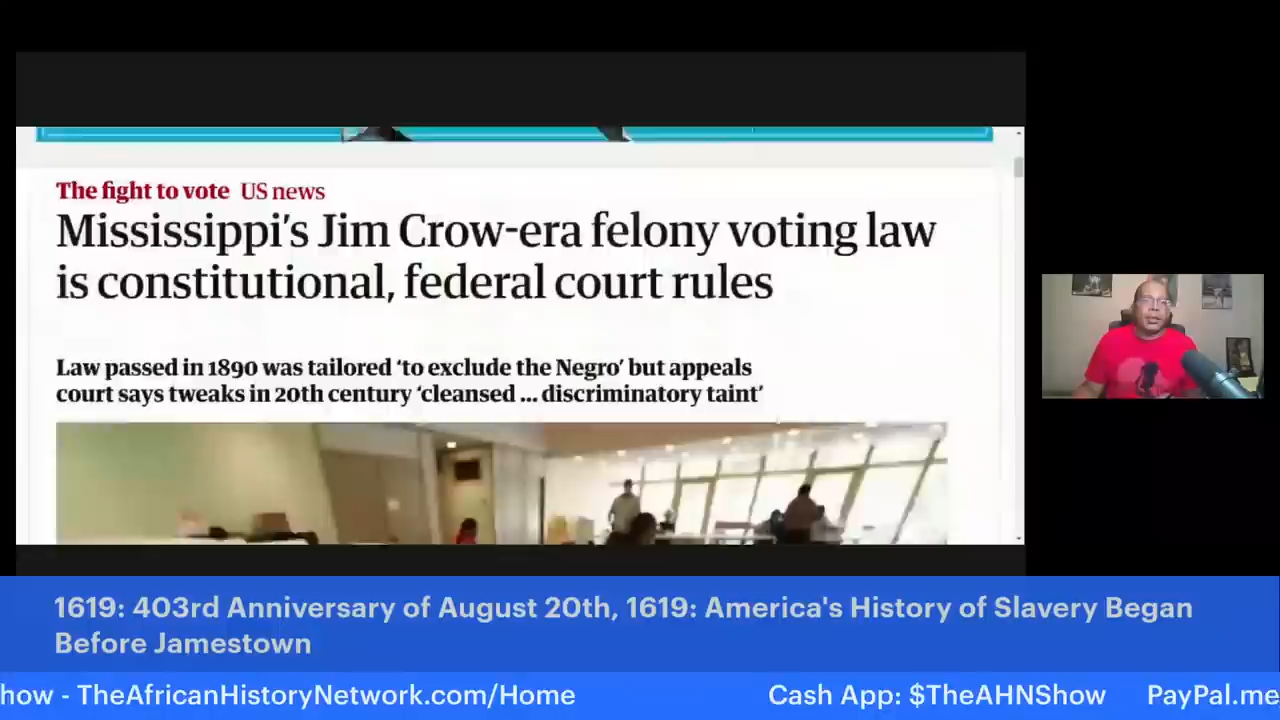 The fight to vote US news
Mississippi's Jim Crow-era felony voting law
is constitutional, federal court rules
Law passed in 1890 was tailored ‘to exclude the Negro’ but appeals
court says tweaks in 20th century ‘cleansed ... discriminatory taint’
1619: 403rd Anniversary of August 20th, 1619: America's History of Slavery Began
Before Jamestown
how - TheAfricanHistoryNetwork.com/Home Cash App: $TheAHNShow PayPal.me